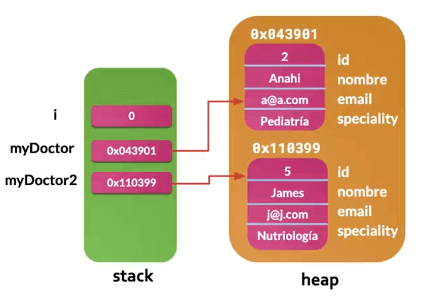 0x043901
2 id
Anahi nombre
a@a.com email
Pediatría speciality
i 0
myDoctor 0x043901
myDoctor2 0x110399
0x110399
5 id
James nombre
j@j.com email
Nutriología speciality
stack
heap